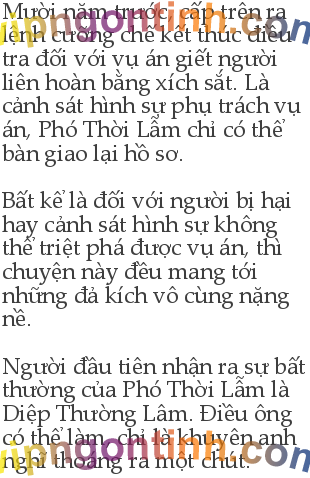 Mười năm trước, cấp trên ra
lệnh cưỡng chế kết thúc điều
tra đối với vụ án giết người
liên hoàn bằng xích sắt. Là
cảnh sát hình sự phụ trách vụ
án, Phó Thời Lẫm chỉ có thể
bàn giao lại hồ sơ.
Bất kể là đối với người bị hại
hay cảnh sát hình sự không
thể triệt phá được vụ án, thì
chuyện này đều mang tới
những đả kích vô cùng nặng
nề.
Người đầu tiên nhận ra sự bất
thường của Phó Thời Lẫm là
Diệp Thường Lâm. Điều ông
có thể làm, chỉ là khuyên anh
nghĩ thoáng ra một chút.
vipngontinh.com
vipngontinh.com